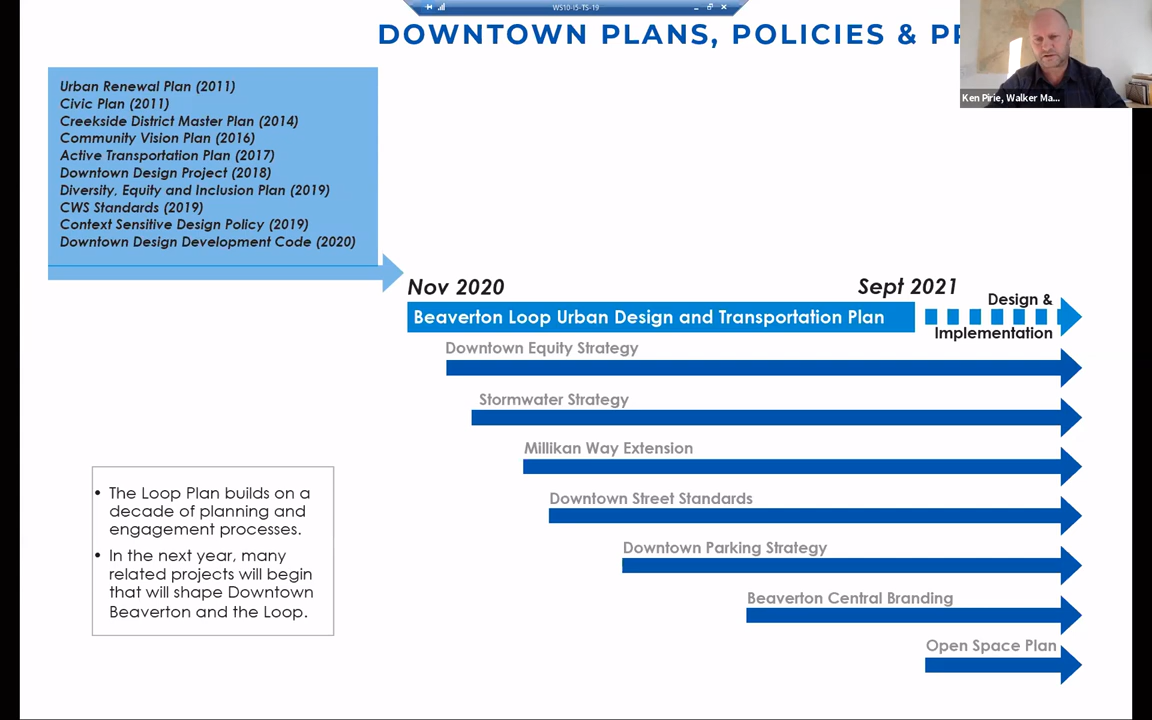 WS10-I5-TS-19
DOWNTOWN PLANS, POLICIES & PR
Ken Pirie, Walker Ma...
Urban Renewal Plan (2011)
Civic Plan (2011)
Creekside District Master Plan (2014)
Community Vision Plan (2016)
Active Transportation Plan (2017)
Downtown Design Project (2018)
Diversity, Equity and Inclusion Plan (2019)
CWS Standards (2019)
Context Sensitive Design Policy (2019)
Downtown Design Development Code (2020)
Nov 2020
Sept 2021
Design &
Implementation
Beaverton Loop Urban Design and Transportation Plan
Downtown Equity Strategy
Stormwater Strategy
Millikan Way Extension
Downtown Street Standards
Downtown Parking Strategy
Beaverton Central Branding
Open Space Plan
• The Loop Plan builds on a
decade of planning and
engagement processes.
• In the next year, many
related projects will begin
that will shape Downtown
Beaverton and the Loop.